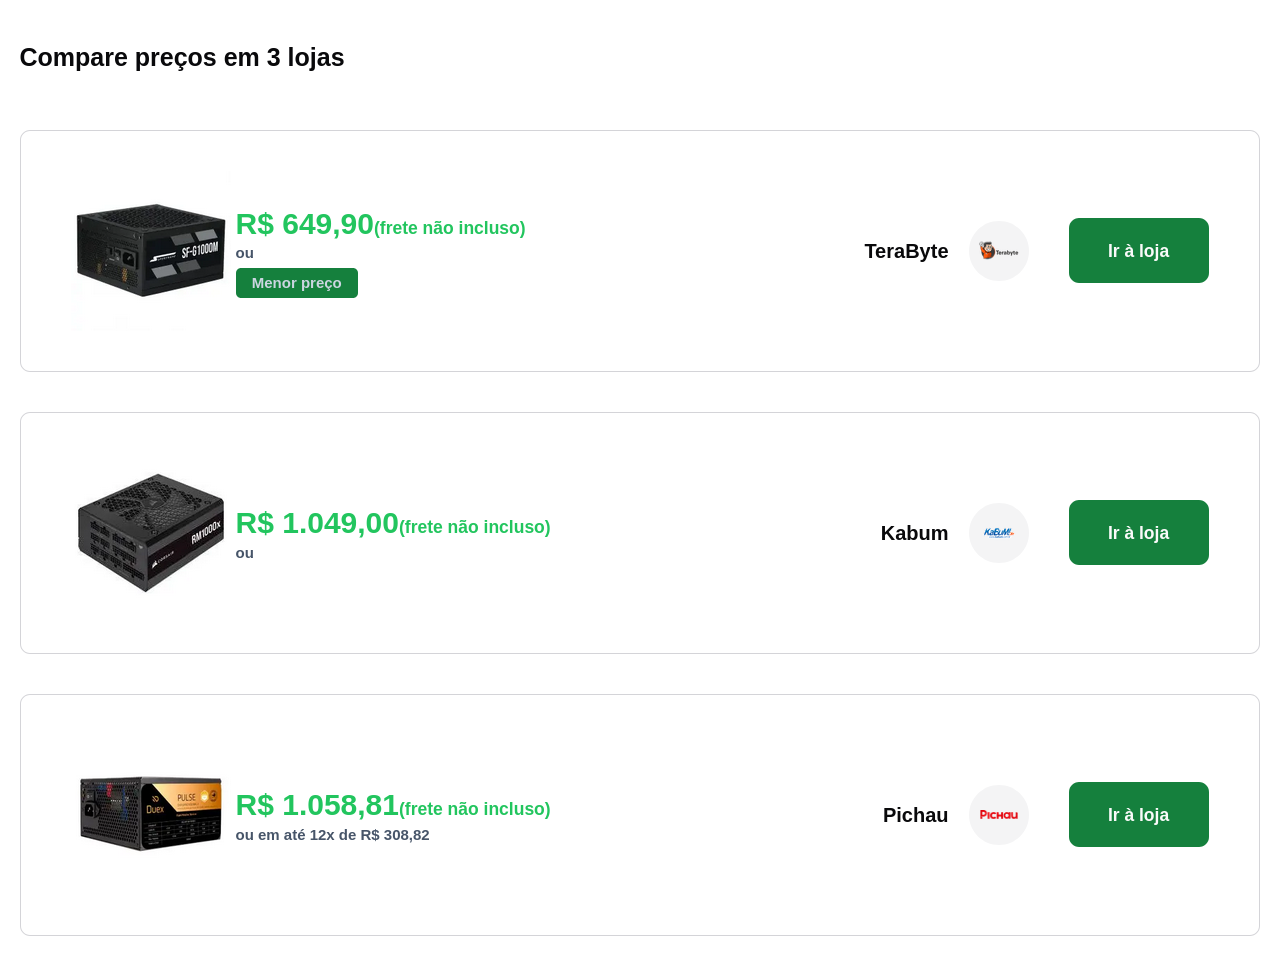 Compare preços em 3 lojas
SF-G1000M
R$ 649,90(frete não incluso)
ou
Menor preço
TeraByte
Terabyte
Ir à loja
RM1000x
CORSAIR
R$ 1.049,00(frete não incluso)
ou
Kabum
KaBuM!
Ir à loja
PULSE
Duex
R$ 1.058,81(frete não incluso)
ou em até 12x de R$ 308,82
Pichau
PICHAU
Ir à loja